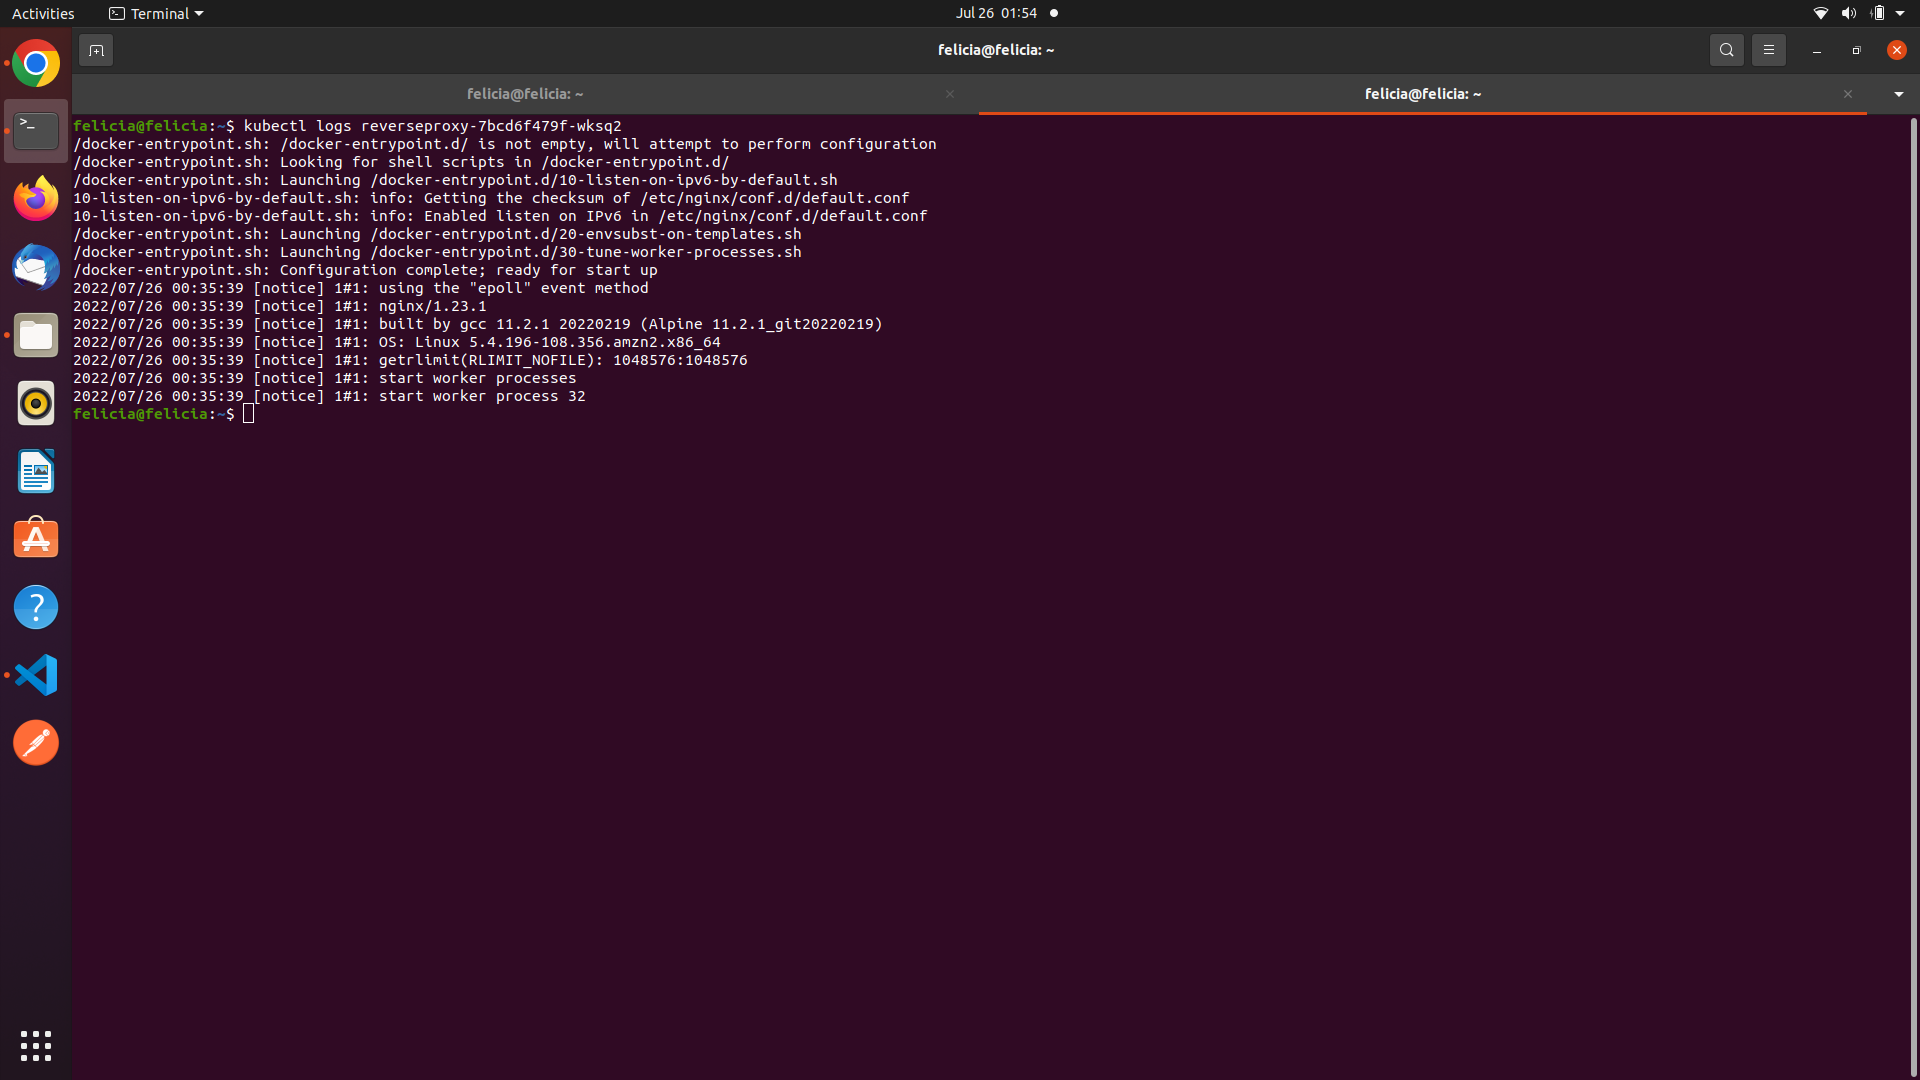 Activities Terminal Jul 26 01:54
felicia@felicia: ~
felicia@felicia: ~ felicia@felicia: ~
felicia@felicia:~$ kubectl logs reverseproxy-7bcd6f479f-wksq2
/docker-entrypoint.sh: /docker-entrypoint.d/ is not empty, will attempt to perform configuration
/docker-entrypoint.sh: Looking for shell scripts in /docker-entrypoint.d/
/docker-entrypoint.sh: Launching /docker-entrypoint.d/10-listen-on-ipv6-by-default.sh
10-listen-on-ipv6-by-default.sh: info: Getting the checksum of /etc/nginx/conf.d/default.conf
10-listen-on-ipv6-by-default.sh: info: Enabled listen on IPv6 in /etc/nginx/conf.d/default.conf
/docker-entrypoint.sh: Launching /docker-entrypoint.d/20-envsubst-on-templates.sh
/docker-entrypoint.sh: Launching /docker-entrypoint.d/30-tune-worker-processes.sh
/docker-entrypoint.sh: Configuration complete; ready for start up
2022/07/26 00:35:39 [notice] 1#1: using the "epoll" event method
2022/07/26 00:35:39 [notice] 1#1: nginx/1.23.1
2022/07/26 00:35:39 [notice] 1#1: built by gcc 11.2.1 20220219 (Alpine 11.2.1_git20220219)
2022/07/26 00:35:39 [notice] 1#1: OS: Linux 5.4.196-108.356.amzn2.x86_64
2022/07/26 00:35:39 [notice] 1#1: getrlimit(RLIMIT_NOFILE): 1048576:1048576
2022/07/26 00:35:39 [notice] 1#1: start worker processes
2022/07/26 00:35:39 [notice] 1#1: start worker process 32
felicia@felicia:~$